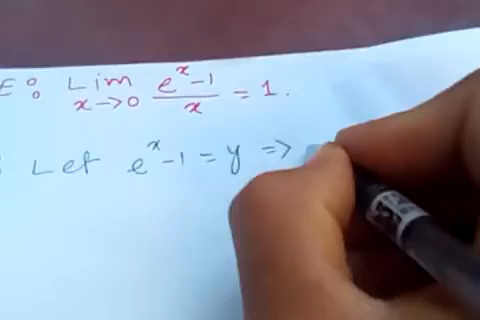 E: Lim x→0 e^x-1/x = 1.
: Let e^x-1 = y =>